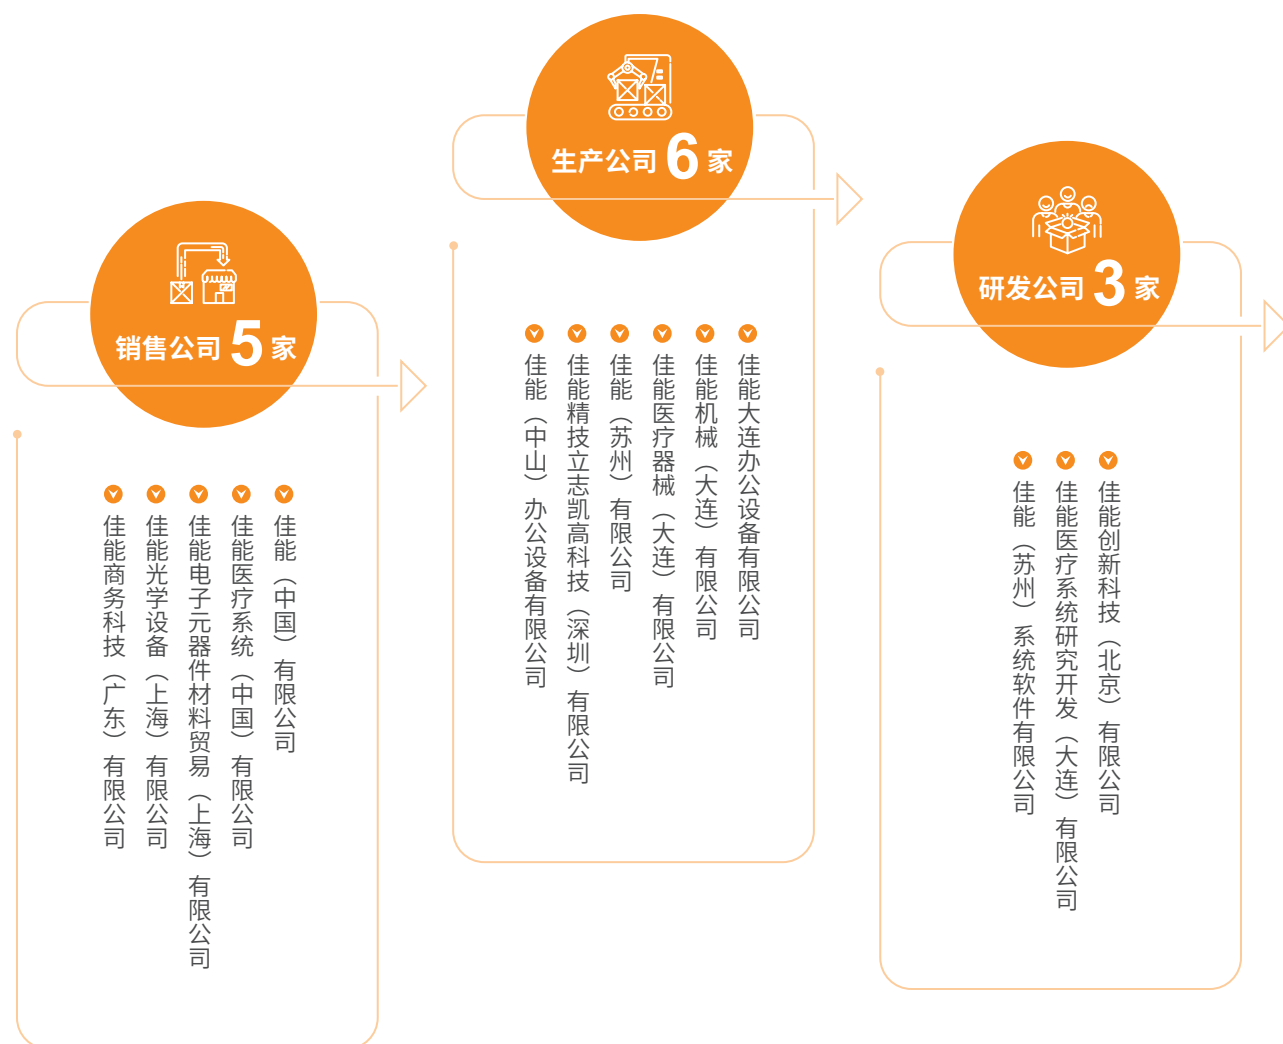 销售公司 5 家
佳能（中国）有限公司
佳能医疗系统（中国）有限公司
佳能电子元器件材料贸易（上海）有限公司
佳能光学设备（上海）有限公司
佳能商务科技（广东）有限公司
生产公司 6 家
佳能大连办公设备有限公司
佳能机械（大连）有限公司
佳能医疗器械（大连）有限公司
佳能（苏州）有限公司
佳能精技立志凯高科技（深圳）有限公司
佳能（中山）办公设备有限公司
研发公司 3 家
佳能创新科技（北京）有限公司
佳能医疗系统研究开发（大连）有限公司
佳能（苏州）系统软件有限公司